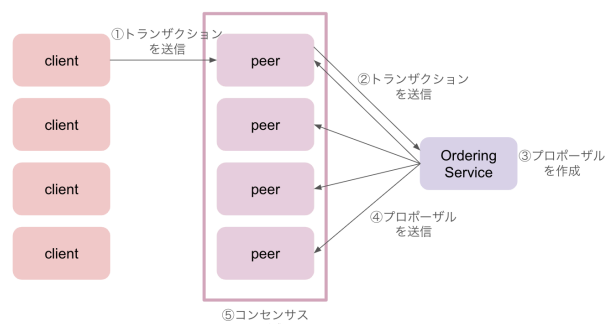 ①トランザクション
を送信
client
peer
②トランザクション
を送信
client
peer
Ordering
Service
③プロポーザル
を作成
client
peer
④プロポーザル
を送信
client
peer
⑤コンセンサス